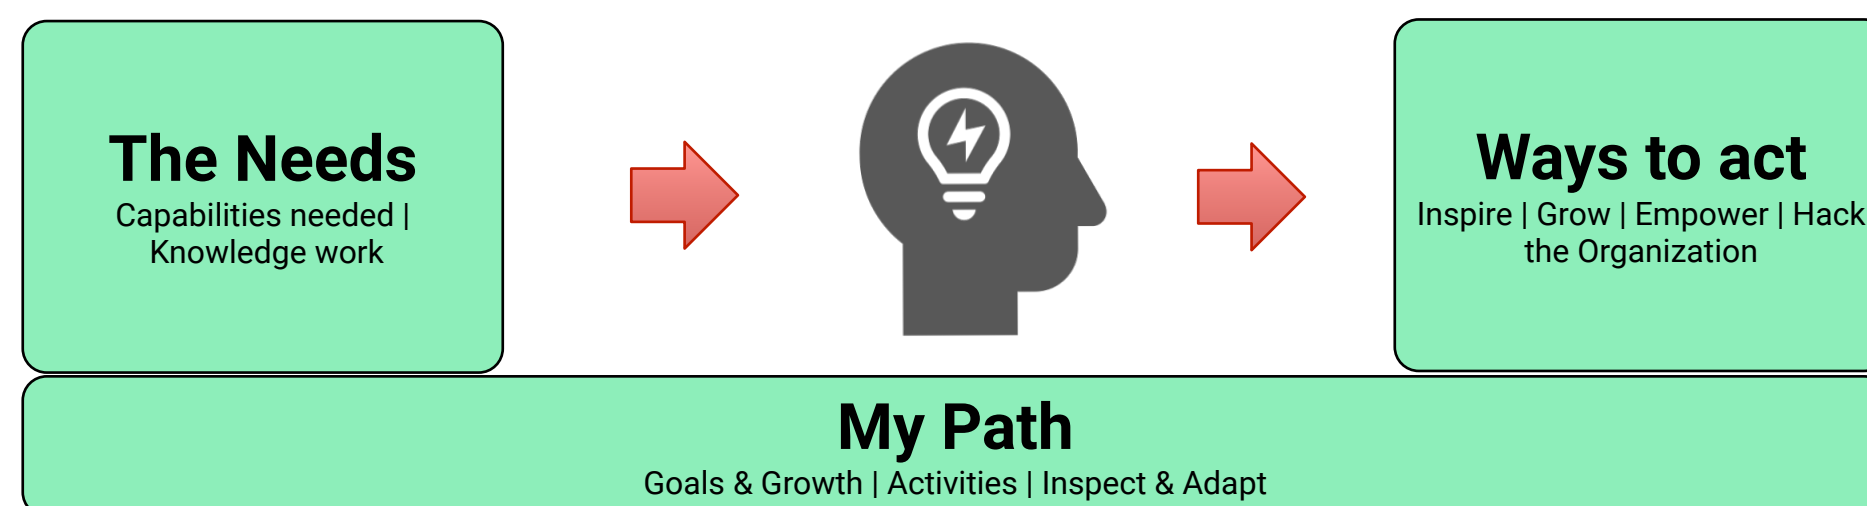 The Needs
Capabilities needed |
Knowledge work
Ways to act
Inspire | Grow | Empower | Hack
the Organization
My Path
Goals & Growth | Activities | Inspect & Adapt